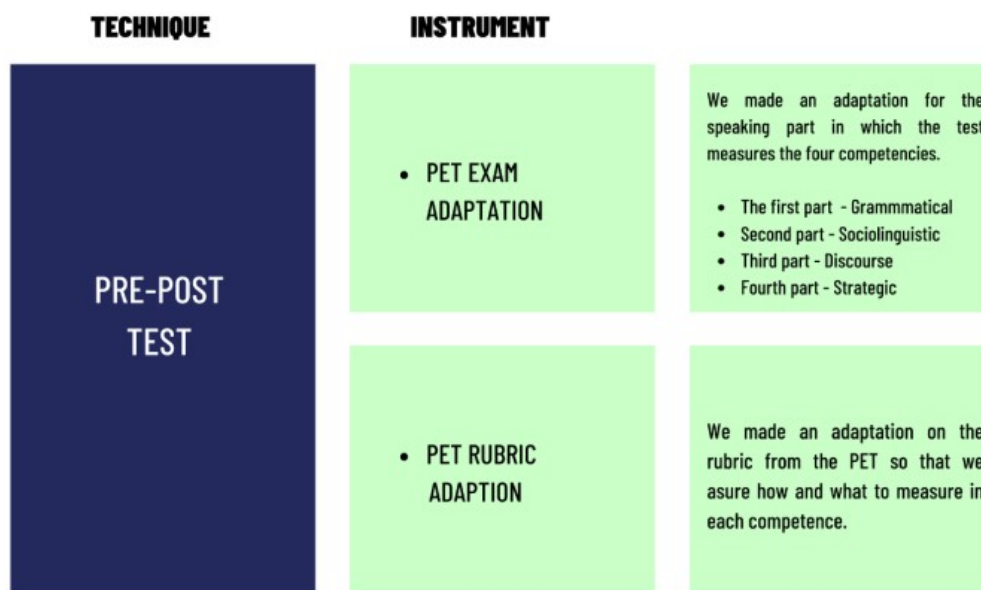 TECHNIQUE
INSTRUMENT
PRE-POST
TEST
• PET EXAM
ADAPTATION
We made an adaptation for the
speaking part in which the test
measures the four competencies.
• The first part - Grammmatical
• Second part - Sociolinguistic
• Third part - Discourse
• Fourth part - Strategic
• PET RUBRIC
ADAPTION
We made an adaptation on the
rubric from the PET so that we
asure how and what to measure in
each competence.